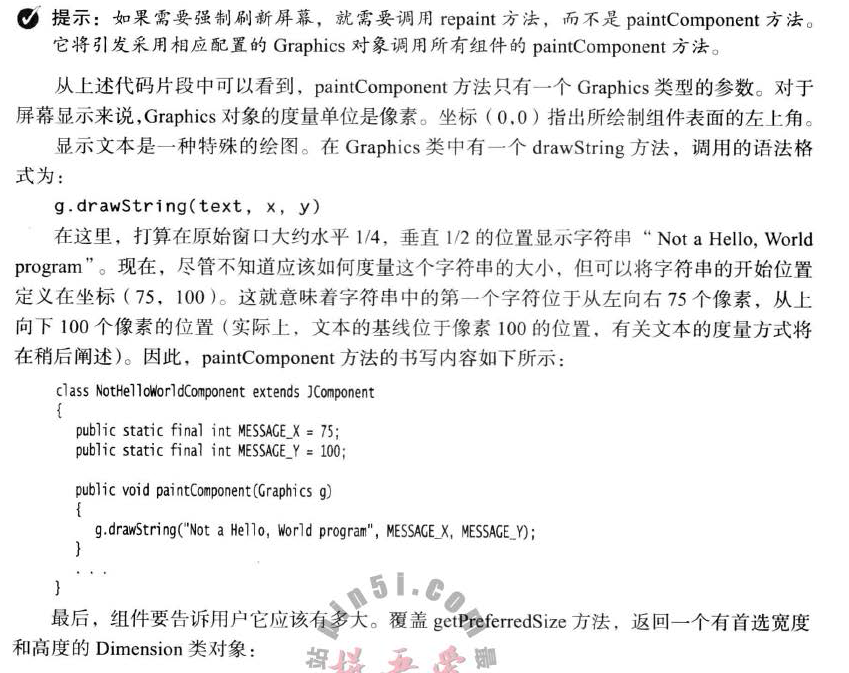 提示：如果需要强制刷新屏幕，就需要调用 repaint 方法，而不是 paintComponent 方法。
它将引发采用相应配置的 Graphics 对象调用所有组件的 paintComponent 方法。
从上述代码片段中可以看到，paintComponent 方法只有一个 Graphics 类型的参数。对于
屏幕显示来说，Graphics 对象的度量单位是像素。坐标（0,0）指出所绘制组件表面的左上角。
显示文本是一种特殊的绘图。在 Graphics 类中有一个 drawString 方法，调用的语法格
式为：
g.drawString(text, x, y)
在这里，打算在原始窗口大约水平 1/4，垂直 1/2 的位置显示字符串 “ Not a Hello, World
program”。现在，尽管不知道应该如何度量这个字符串的大小，但可以将字符串的开始位置
定义在坐标（75，100）。这就意味着字符串中的第一个字符位于从左向右 75 个像素，从上
向下 100 个像素的位置（实际上，文本的基线位于像素 100 的位置，有关文本的度量方式将
在稍后阐述）。因此，paintComponent 方法的书写内容如下所示：
class NotHelloWorldComponent extends JComponent
{
public static final int MESSAGE_X = 75;
public static final int MESSAGE_Y = 100;
public void paintComponent(Graphics g)
{
g.drawString("Not a Hello, World program", MESSAGE_X, MESSAGE_Y);
}
. . .
}
最后，组件要告诉用户它应该有多大。覆盖 getPreferredSize 方法，返回一个有首选宽度
和高度的 Dimension 类对象：